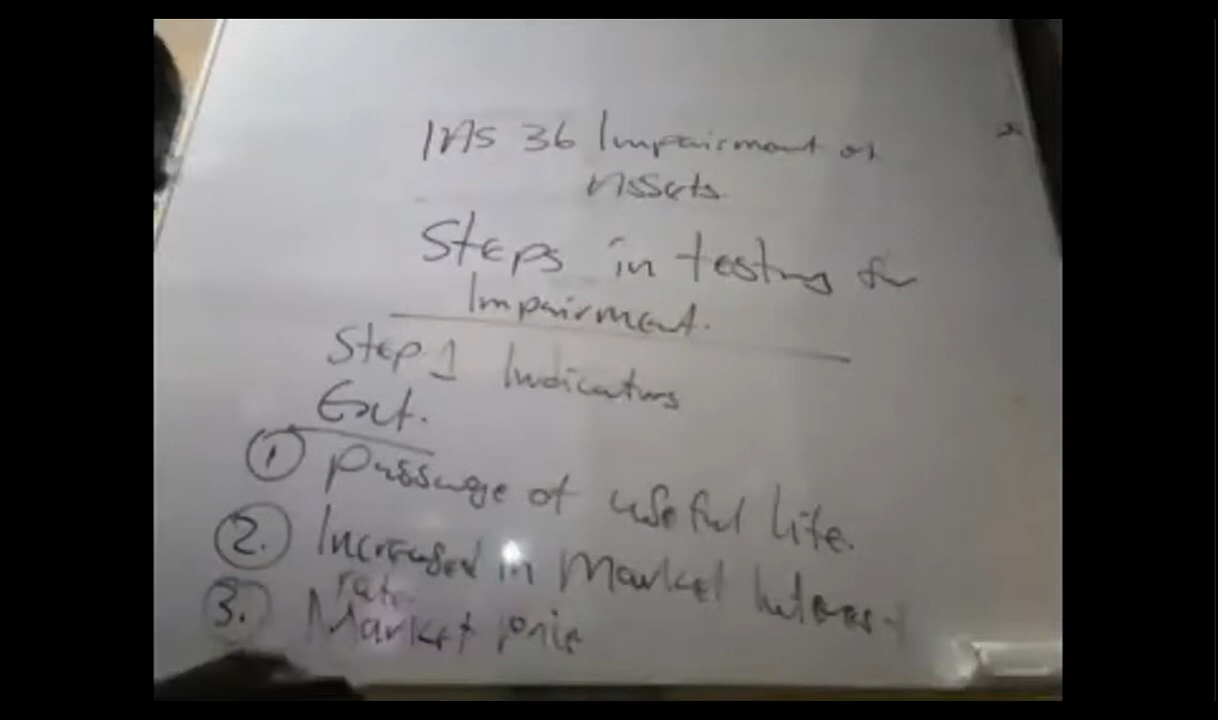 IAS 36 Impairment of
Assets
Steps in testing for
Impairment.
Step 1 Indicators
Ext.
① passage of useful life.
②. Increased in Market Interest
rate
③. Market price